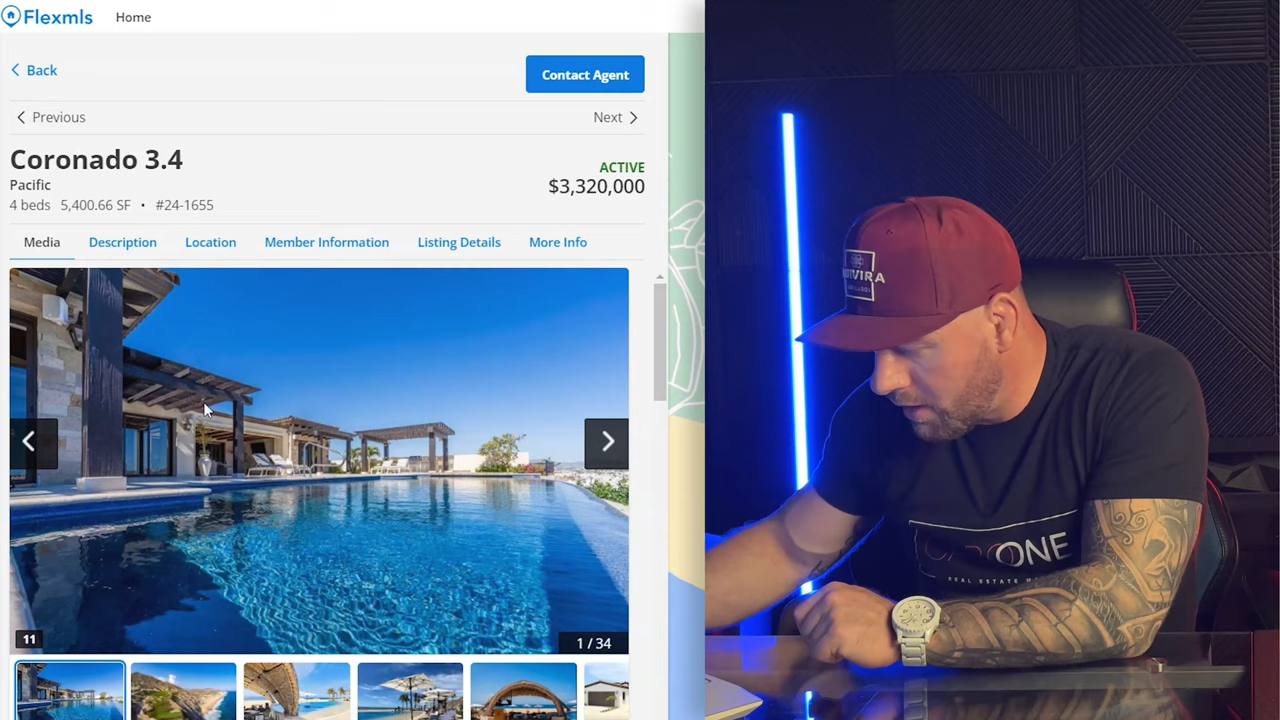 Flexmls
Home
Back
Contact Agent
Previous
Next
Coronado 3.4
ACTIVE
Pacific
$3,320,000
4 beds 5,400.66 SF • #24-1655
Media
Description
Location
Member Information
Listing Details
More Info
11
1 / 34
ONE
REAL ESTATE